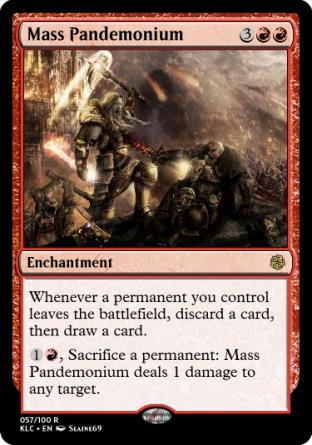 Mass Pandemonium 3
Enchantment
Whenever a permanent you control
leaves the battlefield, discard a card,
then draw a card.
1, Sacrifice a permanent: Mass
Pandemonium deals 1 damage to
any target.
057/100 R
KLC • EN Slaine69